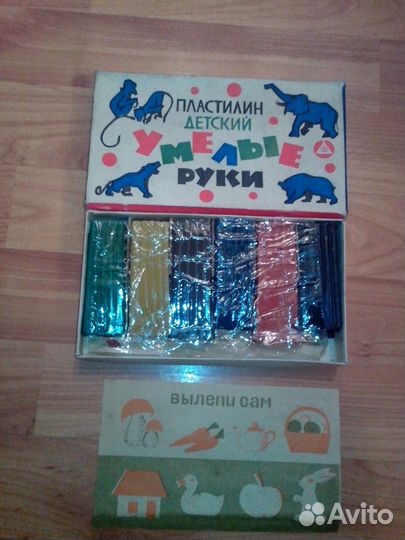 ПЛАСТИЛИН
ДЕТСКИЙ
УМЕЛЫЕ
РУКИ
ВЫЛЕПИ САМ
Avito